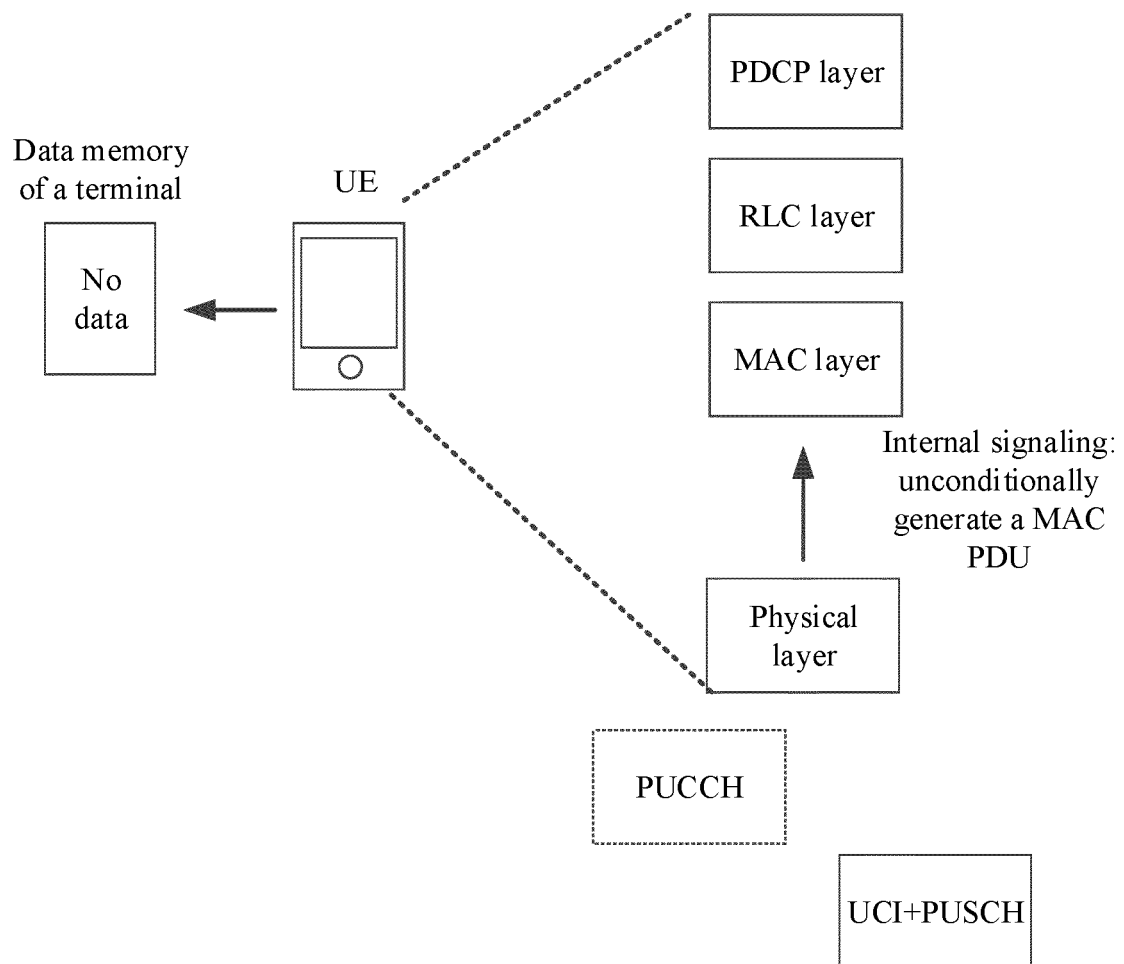 PDCP layer
Data memory
of a terminal
UE
RLC layer
No
data
MAC layer
Internal signaling:
unconditionally
generate a MAC
PDU
Physical
layer
PUCCH
UCI+PUSCH